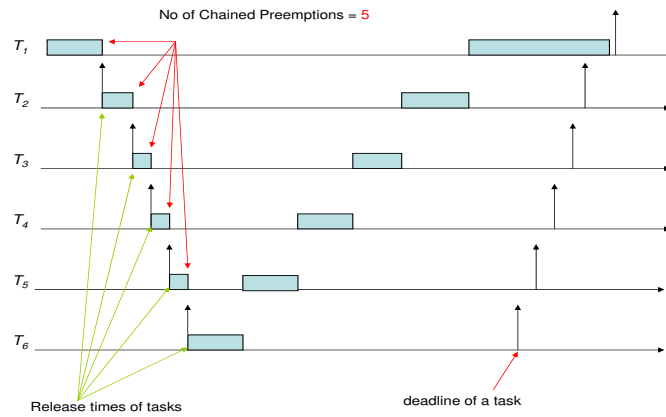 No of Chained Preemptions = 5
T1
T2
T3
T4
T5
T6
Release times of tasks
deadline of a task